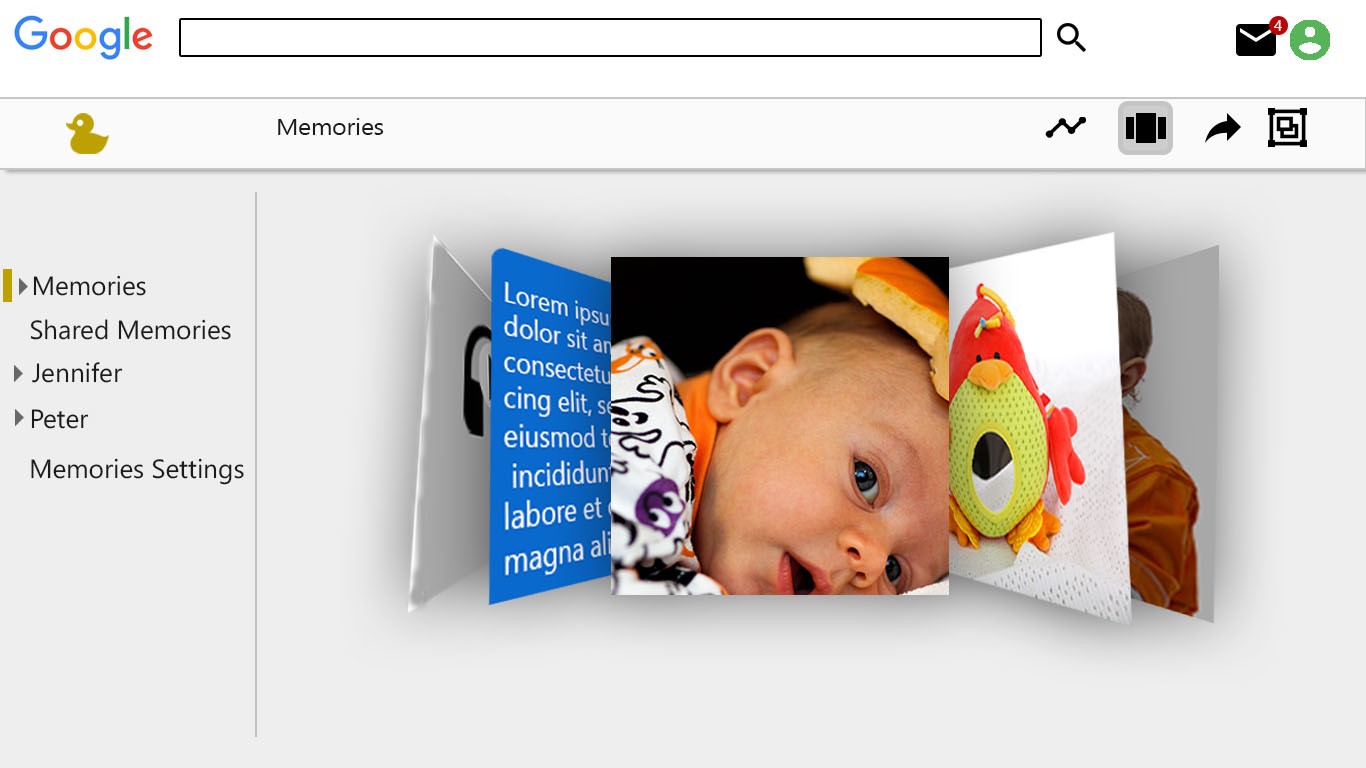 Google
4
Memories
Memories
Shared Memories
Jennifer
Peter
Memories Settings
Lorem ipsu
dolor sit
consectetu
cing elit,
eiusmod
incididun
labore et
magna ali